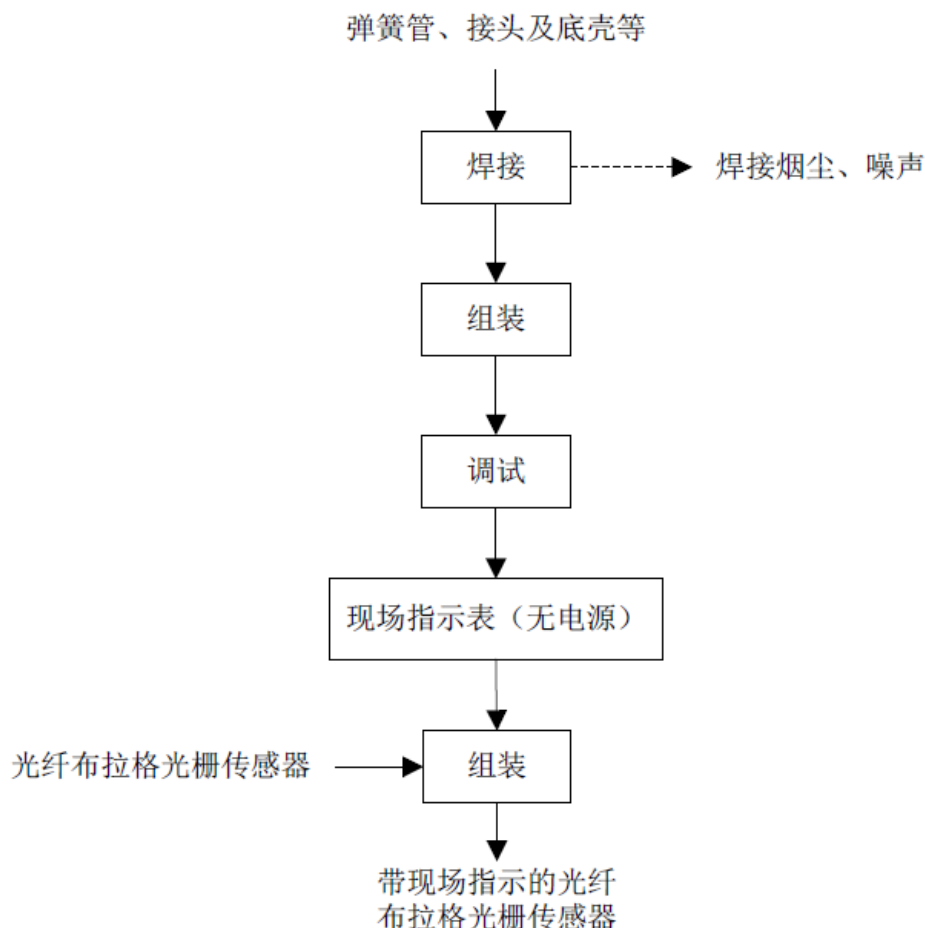 弹簧管、接头及底壳等
焊接
焊接烟尘、噪声
组装
调试
现场指示表（无电源）
光纤布拉格光栅传感器
组装
带现场指示的光纤
布拉格光栅传感器